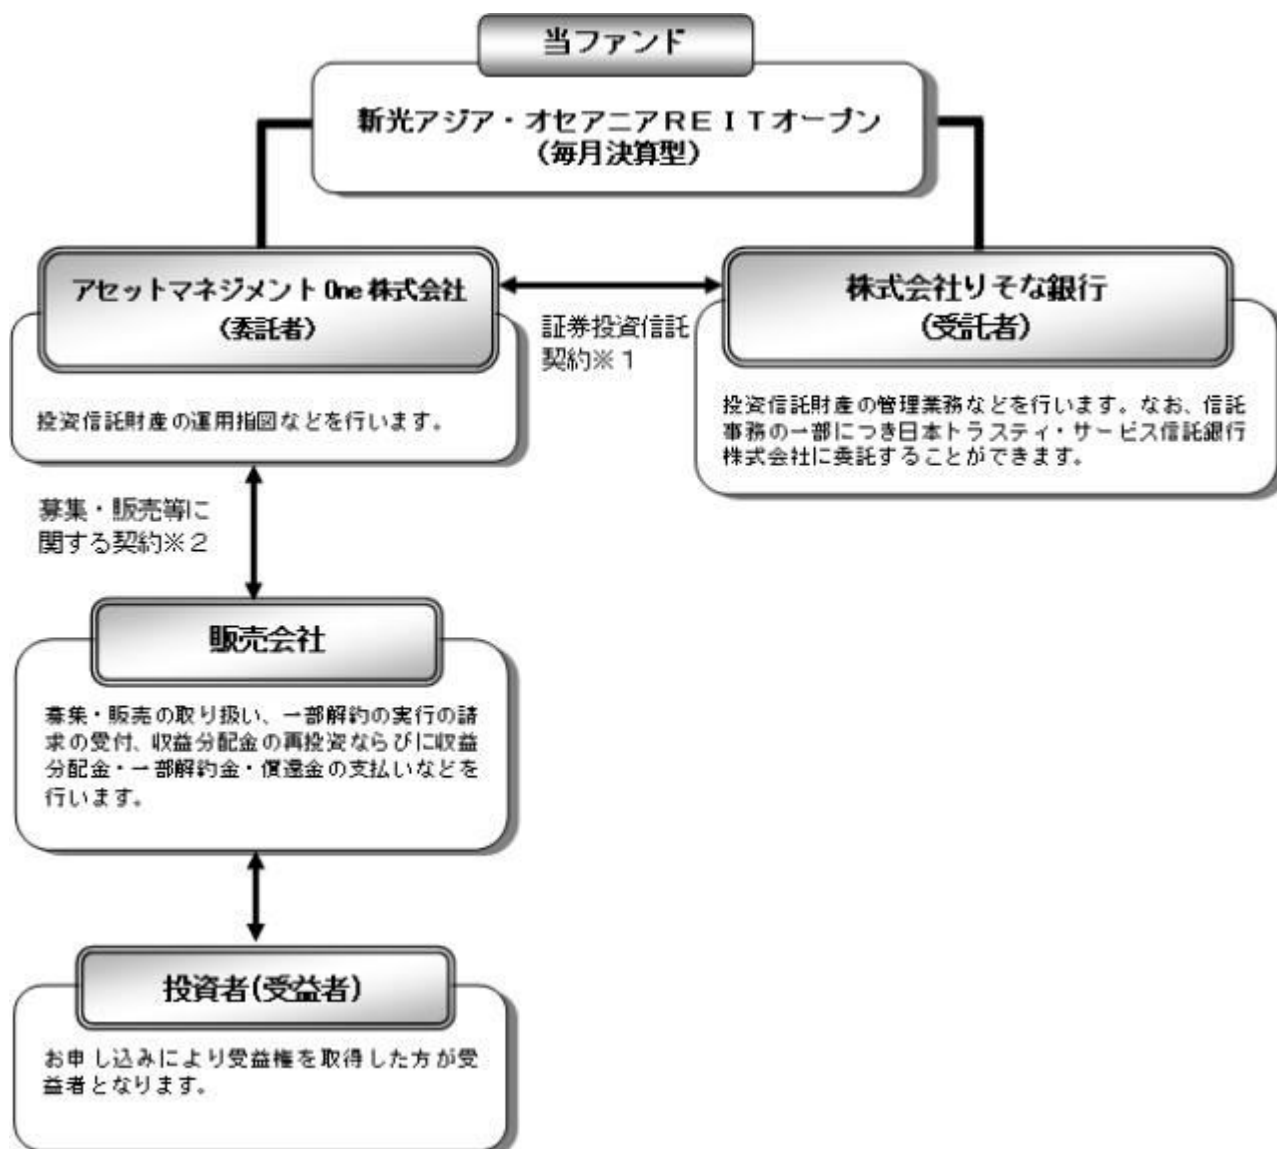 当ファンド
新光アジア・オセアニアＲＥＩＴオープン
（毎月決算型）
アセットマネジメントOne 株式会社
（委託者）
証券投資信託
契約※１
株式会社りそな銀行
（受託者）
投資信託財産の運用指図などを行います。
投資信託財産の管理業務などを行います。なお、信託
事務の一部につき日本トラスティ・サービス信託銀行
株式会社に委託することができます。
募集・販売等に
関する契約※２
販売会社
募集・販売の取り扱い、一部解約の実行の請
求の受付、収益分配金の再投資ならびに収益
分配金・一部解約金・償還金の支払いなどを
行います。
投資者(受益者)
お申し込みにより受益権を取得した方が受
益者となります。